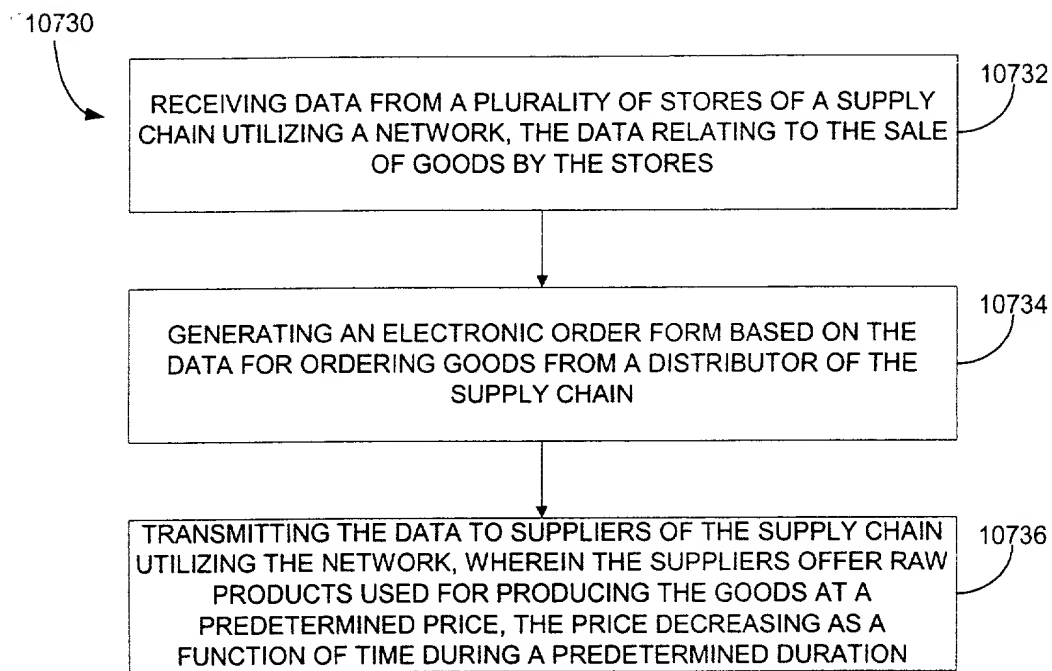 10730
10732
RECEIVING DATA FROM A PLURALITY OF STORES OF A SUPPLY
CHAIN UTILIZING A NETWORK, THE DATA RELATING TO THE SALE
OF GOODS BY THE STORES
10734
GENERATING AN ELECTRONIC ORDER FORM BASED ON THE
DATA FOR ORDERING GOODS FROM A DISTRIBUTOR OF THE
SUPPLY CHAIN
10736
TRANSMITTING THE DATA TO SUPPLIERS OF THE SUPPLY CHAIN
UTILIZING THE NETWORK, WHEREIN THE SUPPLIERS OFFER RAW
PRODUCTS USED FOR PRODUCING THE GOODS AT A
PREDETERMINED PRICE, THE PRICE DECREASING AS A
FUNCTION OF TIME DURING A PREDETERMINED DURATION